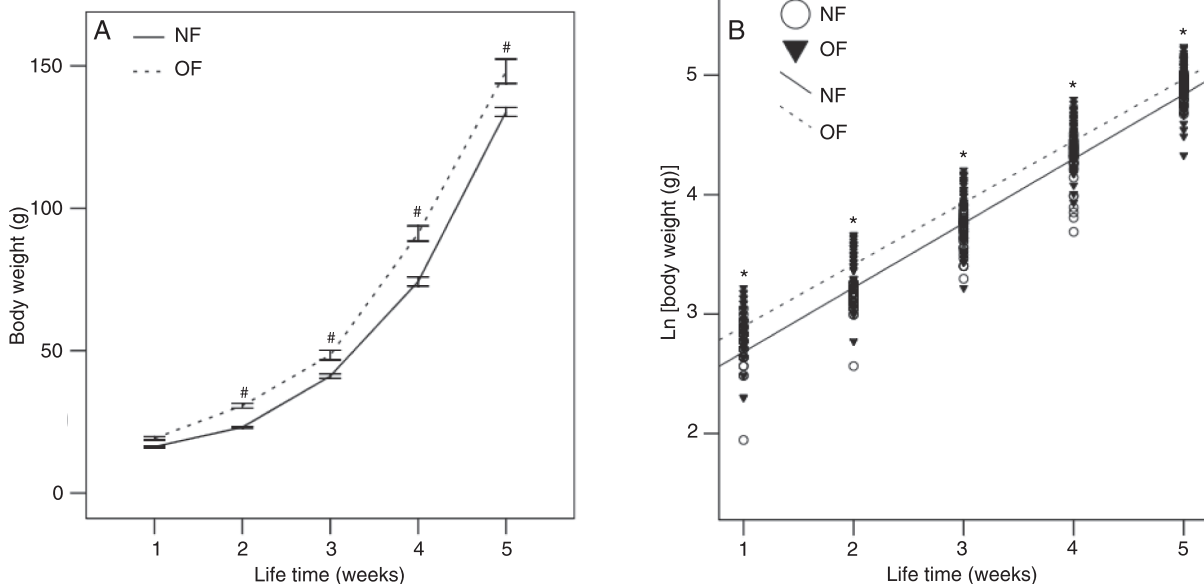 A
NF
OF
Body weight (g)
150
100
50
0
#
#
#
#
1 2 3 4 5
Life time (weeks)
B
NF
OF
NF
OF
Ln [body weight (g)]
5
4
3
2
*
*
*
*
*
1 2 3 4 5
Life time (weeks)